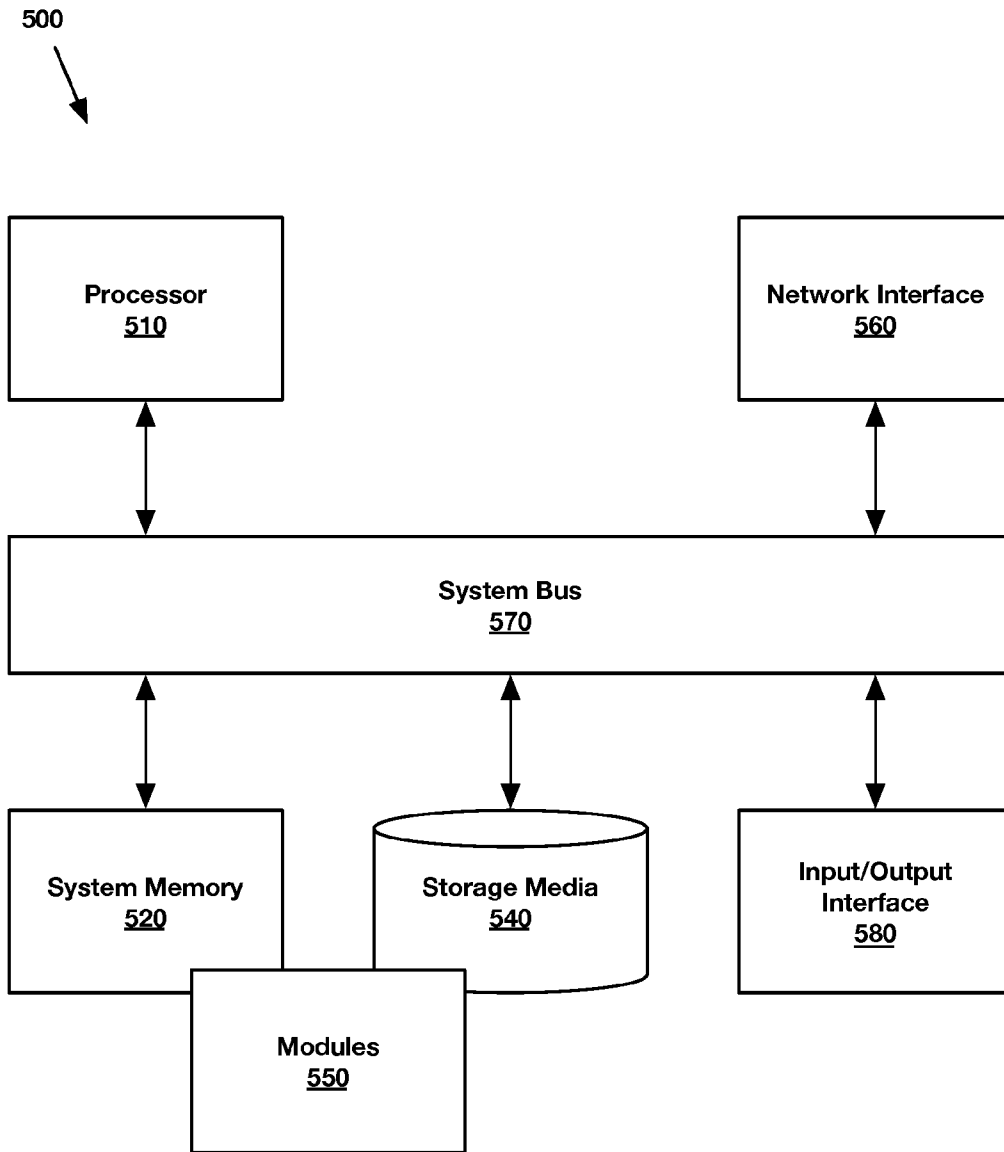 500
Processor
510
Network Interface
560
System Bus
570
System Memory
520
Storage Media
540
Input/Output
Interface
580
Modules
550